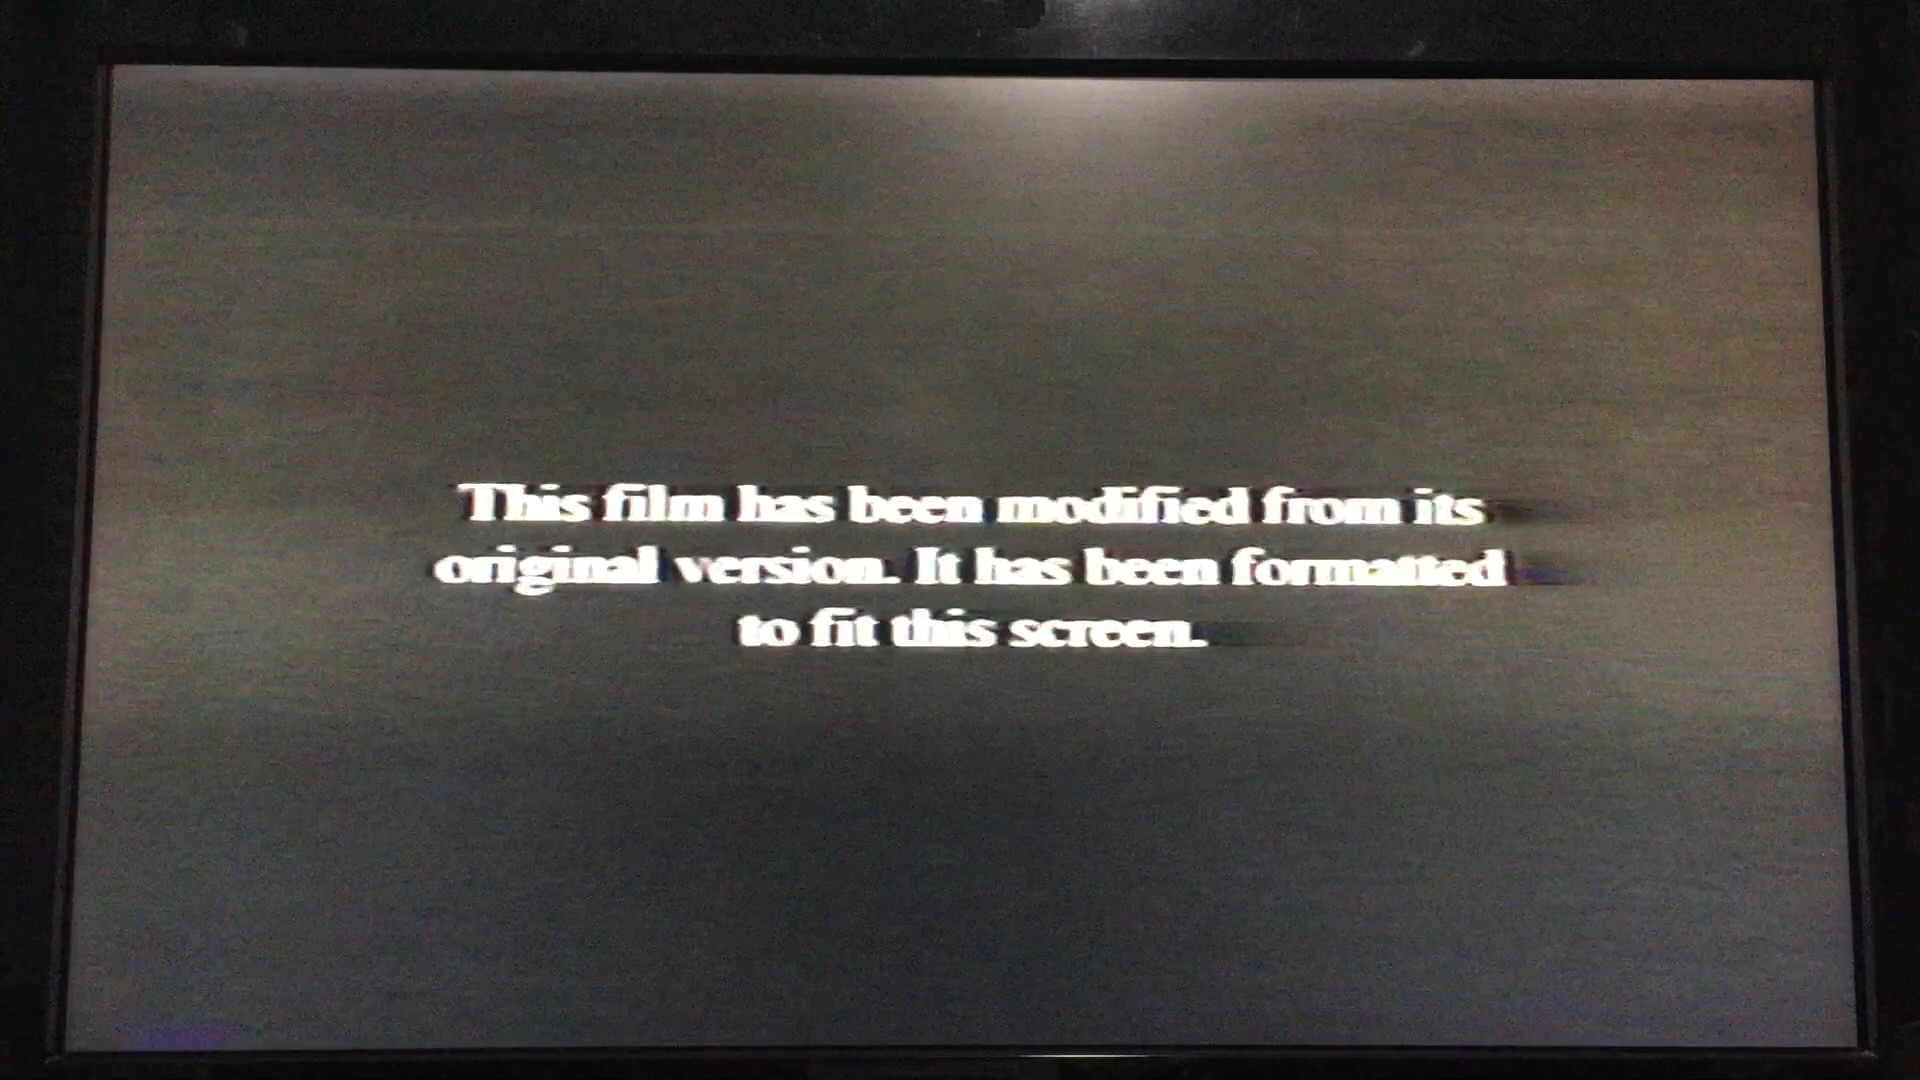 This film has been modified from its
original version. It has been formatted
to fit this screen.